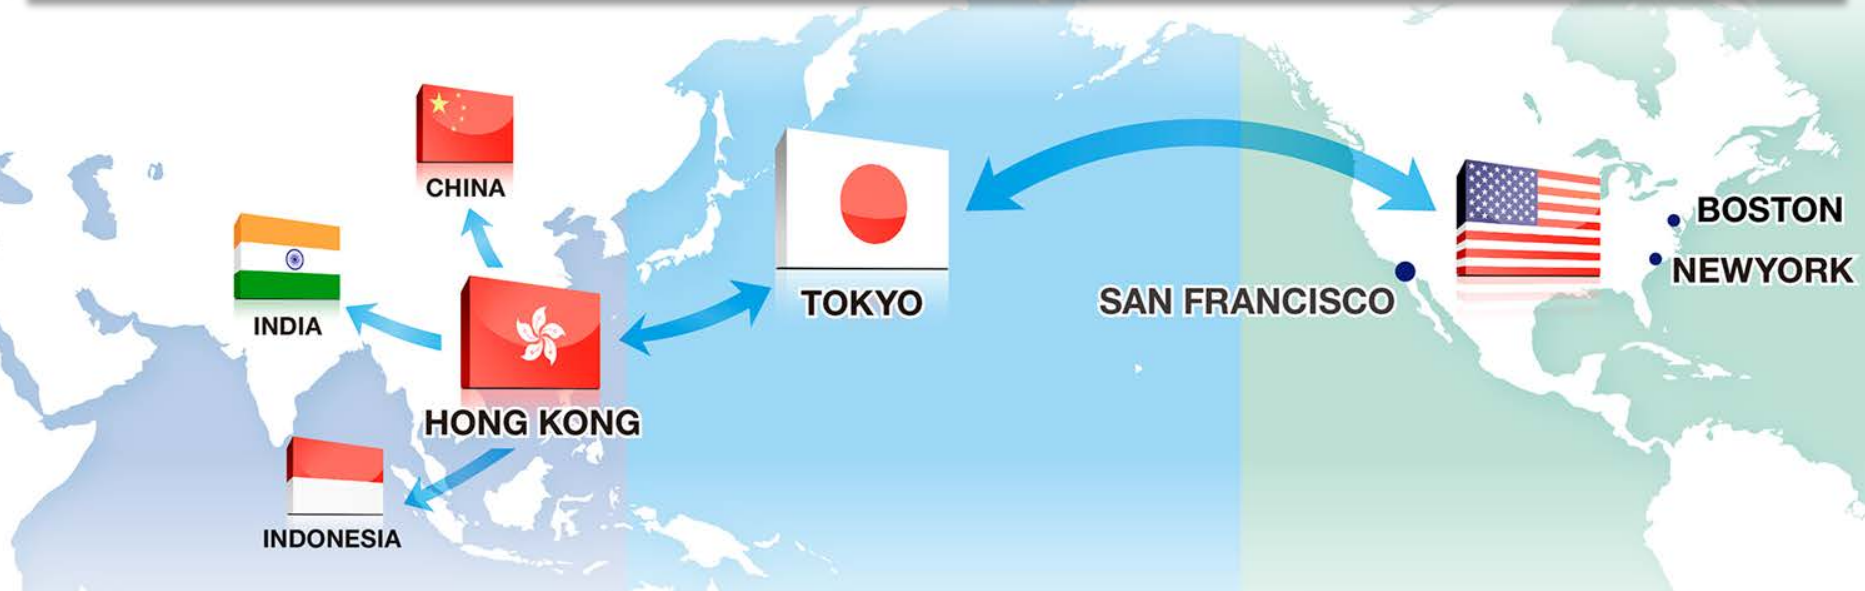 CHINA
INDIA
HONG KONG
INDONESIA
TOKYO
SAN FRANCISCO
BOSTON
NEWYORK